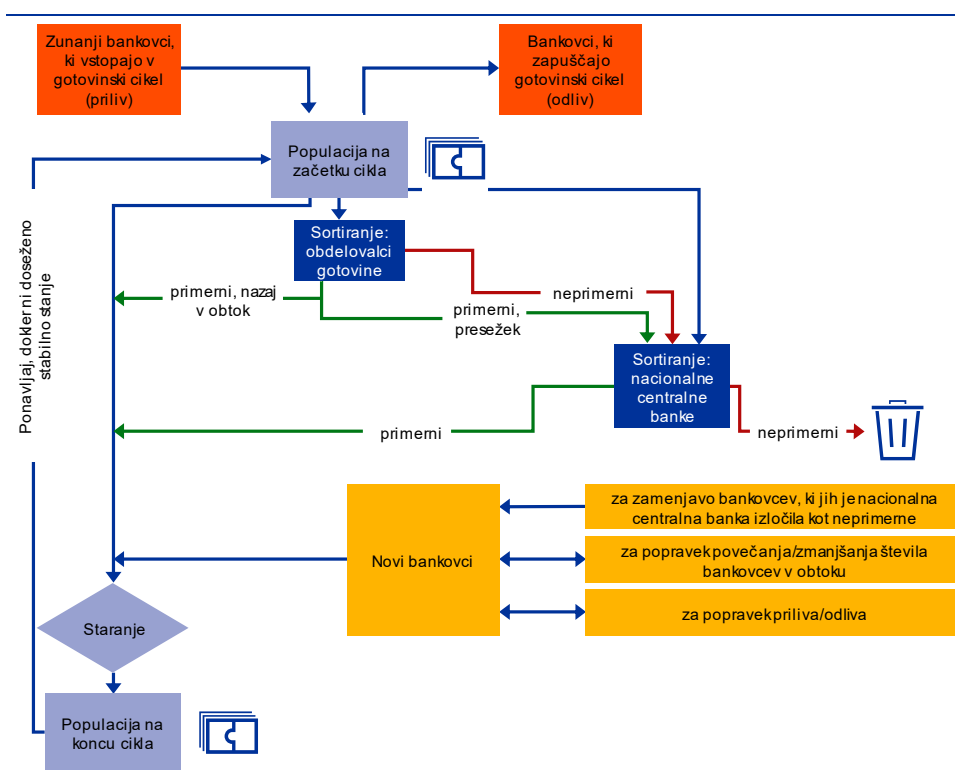 Zunanji bankovci,
ki vstopajo v
gotovinski cikel
(priliv)
Bankovci, ki
zapuščajo
gotovinski cikel
(odliv)
Populacija na
začetku cikla
Sortiranje:
obdelovalci
gotovine
primerni, nazaj
v obtok
neprimerni
primerni,
presežek
Sortiranje:
nacionalne
centralne
banke
primerni
neprimerni
Ponavljaj, dokler ni doseženo
stabilno stanje
Novi bankovci
za zamenjavo bankovcev, ki jih je nacionalna
centralna banka izločila kot neprimerne
za popravek povečanja/zmanjšanja števila
bankovcev v obtoku
za popravek priliva/odliva
Staranje
Populacija na
koncu cikla